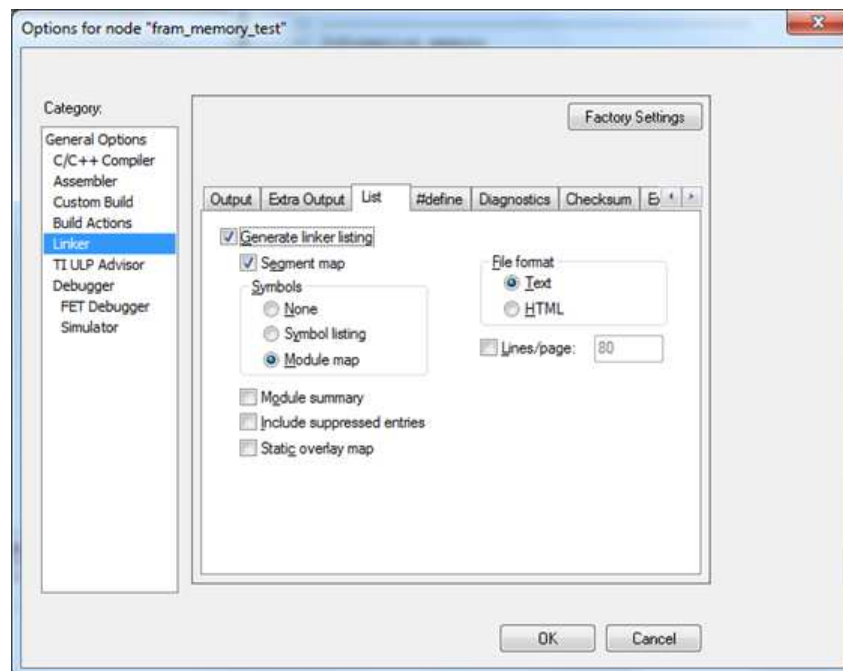 Options for node "fram_memory_test"
Category:
Factory Settings
General Options
C/C++ Compiler
Assembler
Custom Build
Build Actions
Linker
TI ULP Advisor
Debugger
FET Debugger
Simulator
Output Extra Output List #define Diagnostics Checksum
Generate linker listing
Segment map
Symbols
None
Symbol listing
Module map
Module summary
Include suppressed entries
Static overlay map
File format
Text
HTML
Lines/page: 80
OK Cancel